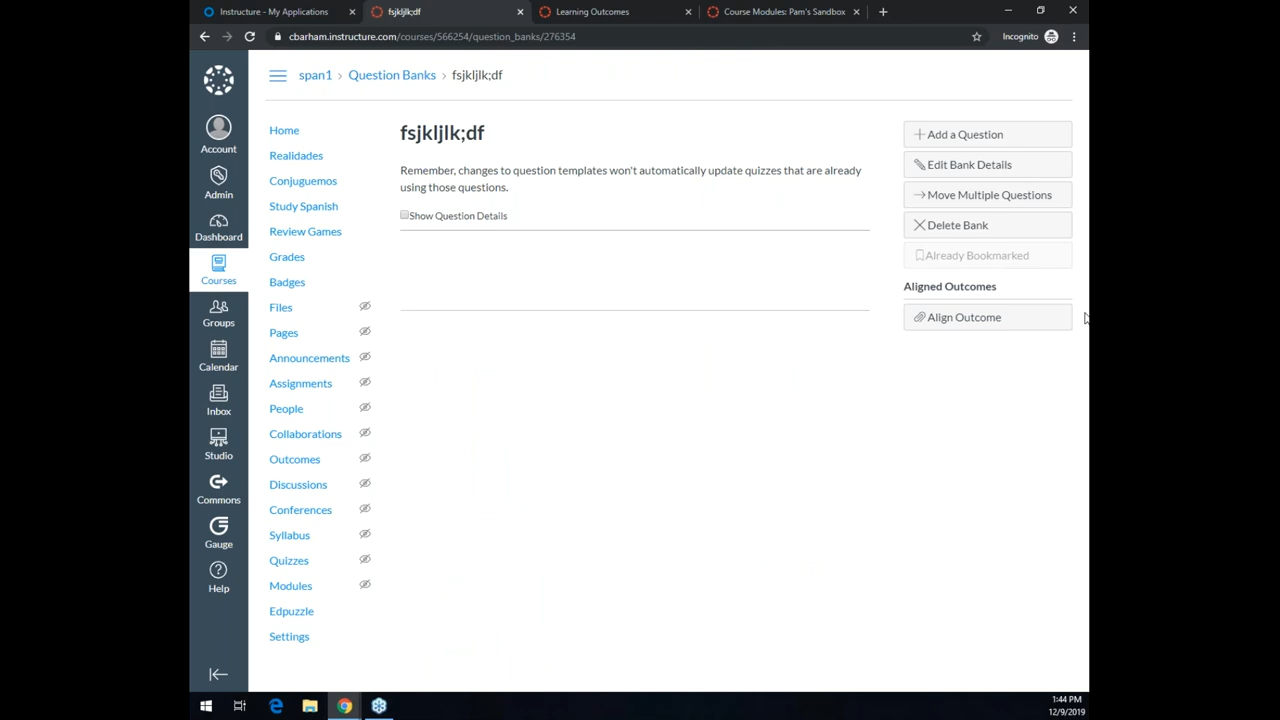 Instructure - My Applications
fsjkljlk;df
Learning Outcomes
Course Modules: Pam's Sandbox
cbarham.instructure.com/courses/566254/question_banks/276354
Incognito
span1 › Question Banks › fsjkljlk;df
Account
Admin
Dashboard
Courses
Groups
Calendar
Inbox
Studio
Commons
Gauge
Help
Home
Realidades
Conjuguemos
Study Spanish
Review Games
Grades
Badges
Files
Pages
Announcements
Assignments
People
Collaborations
Outcomes
Discussions
Conferences
Syllabus
Quizzes
Modules
Edpuzzle
Settings
fsjkljlk;df
Remember, changes to question templates won't automatically update quizzes that are already
using those questions.
Show Question Details
Add a Question
Edit Bank Details
Move Multiple Questions
Delete Bank
Already Bookmarked
Aligned Outcomes
Align Outcome
1:44 PM
12/9/2019